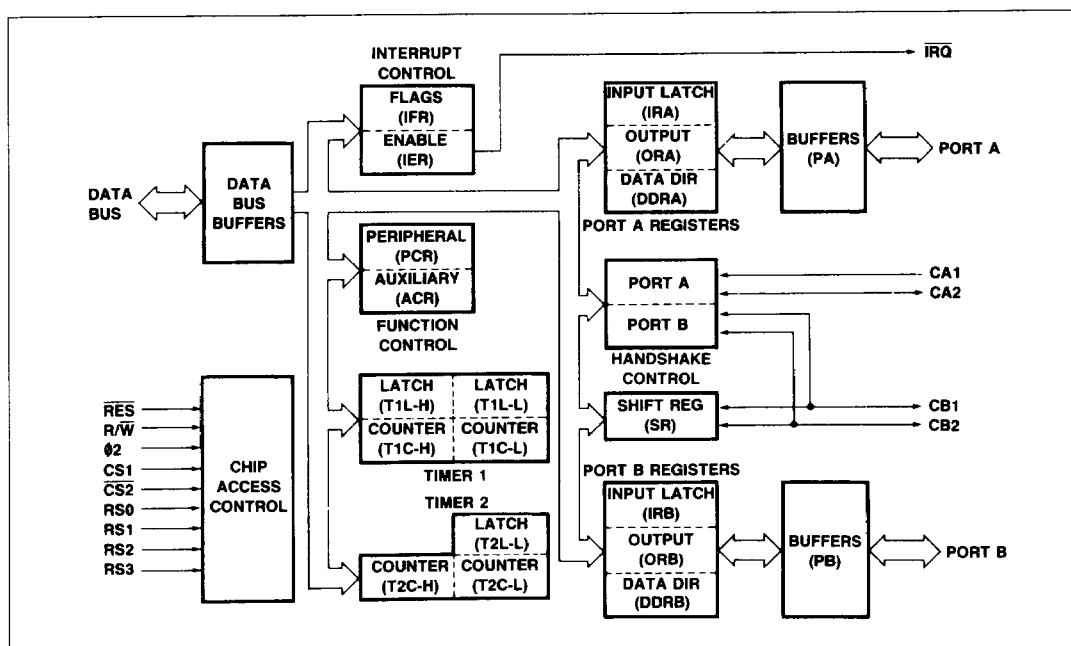 INTERRUPT
CONTROL
FLAGS
(IFR)
ENABLE
(IER)
I̅R̅Q̅
INPUT LATCH
(IRA)
OUTPUT
(ORA)
DATA DIR
(DDRA)
PORT A REGISTERS
BUFFERS
(PA)
PORT A
DATA
BUS
DATA
BUS
BUFFERS
PERIPHERAL
(PCR)
AUXILIARY
(ACR)
FUNCTION
CONTROL
PORT A
PORT B
HANDSHAKE
CONTROL
CA1
CA2
R̅E̅S̅
R/W̅
ϕ2
CS1
C̅S̅2̅
RS0
RS1
RS2
RS3
CHIP
ACCESS
CONTROL
LATCH
(T1L-H)
LATCH
(T1L-L)
COUNTER
(T1C-H)
COUNTER
(T1C-L)
TIMER 1
TIMER 2
LATCH
(T2L-L)
COUNTER
(T2C-H)
COUNTER
(T2C-L)
SHIFT REG
(SR)
CB1
CB2
PORT B REGISTERS
INPUT LATCH
(IRB)
OUTPUT
(ORB)
DATA DIR
(DDRB)
BUFFERS
(PB)
PORT B